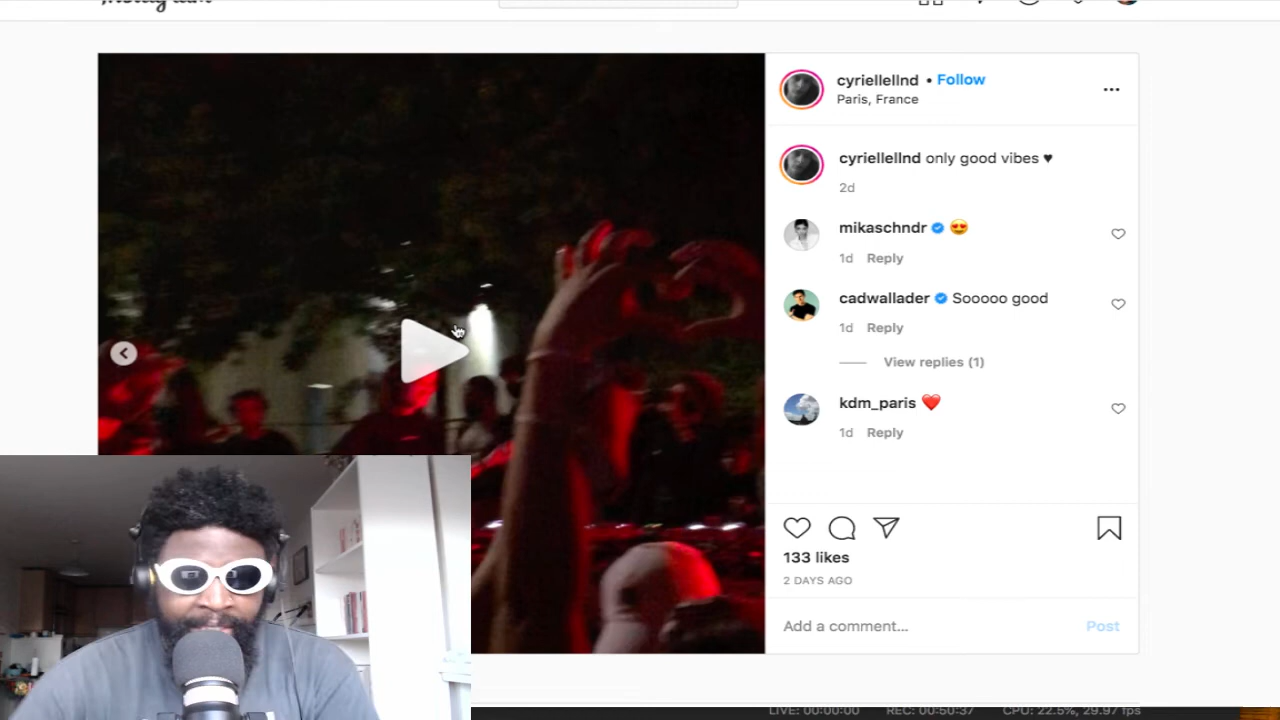 cyriellellnd • Follow
Paris, France
cyriellellnd only good vibes ♥
2d
mikaschndr 😍
1d Reply
cadwallader Sooooo good
1d Reply
View replies (1)
kdm_paris ❤️
1d Reply
133 likes
2 DAYS AGO
Add a comment... Post
LIVE: 00:00:00 REC: 00:50:37 CPU: 22.5%, 29.97 fps